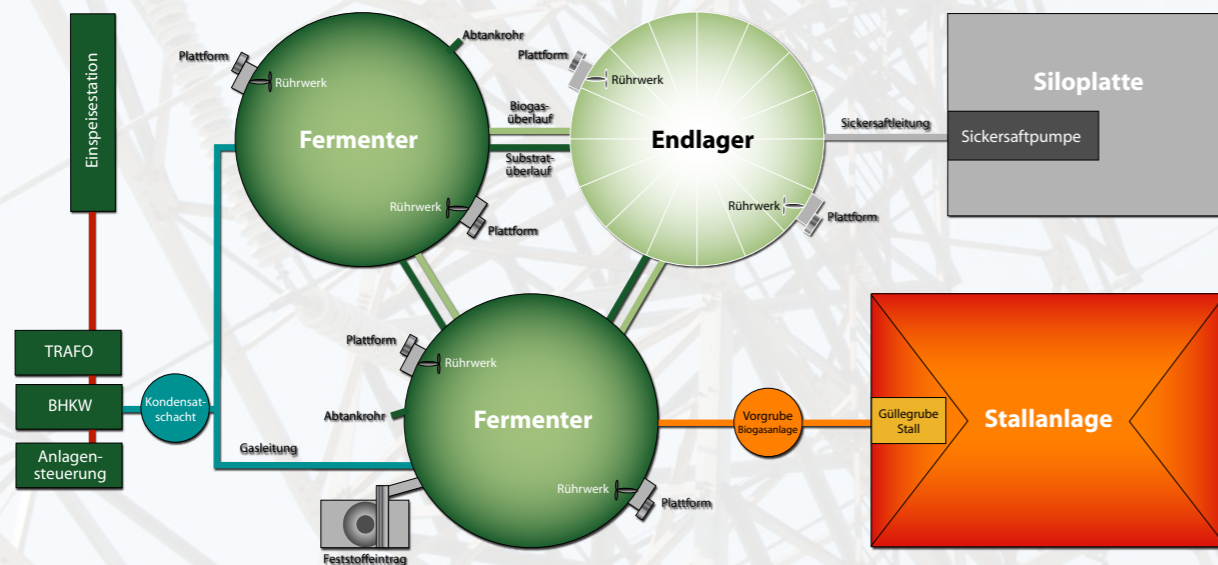 Einspeisestation
TRAFO
BHKW
Anlagen-
steuerung
Kondensat-
schacht
Gasleitung
Plattform
Rührwerk
Abtankrohr
Fermenter
Rührwerk
Plattform
Biogas-
überlauf
Substrat-
überlauf
Plattform
Rührwerk
Endlager
Rührwerk
Plattform
Sickersaftleitung
Siloplatte
Sickersaftpumpe
Plattform
Rührwerk
Abtankrohr
Fermenter
Rührwerk
Plattform
Feststoffeintrag
Vorgrube
Biogasanlage
Güllegrube
Stall
Stallanlage